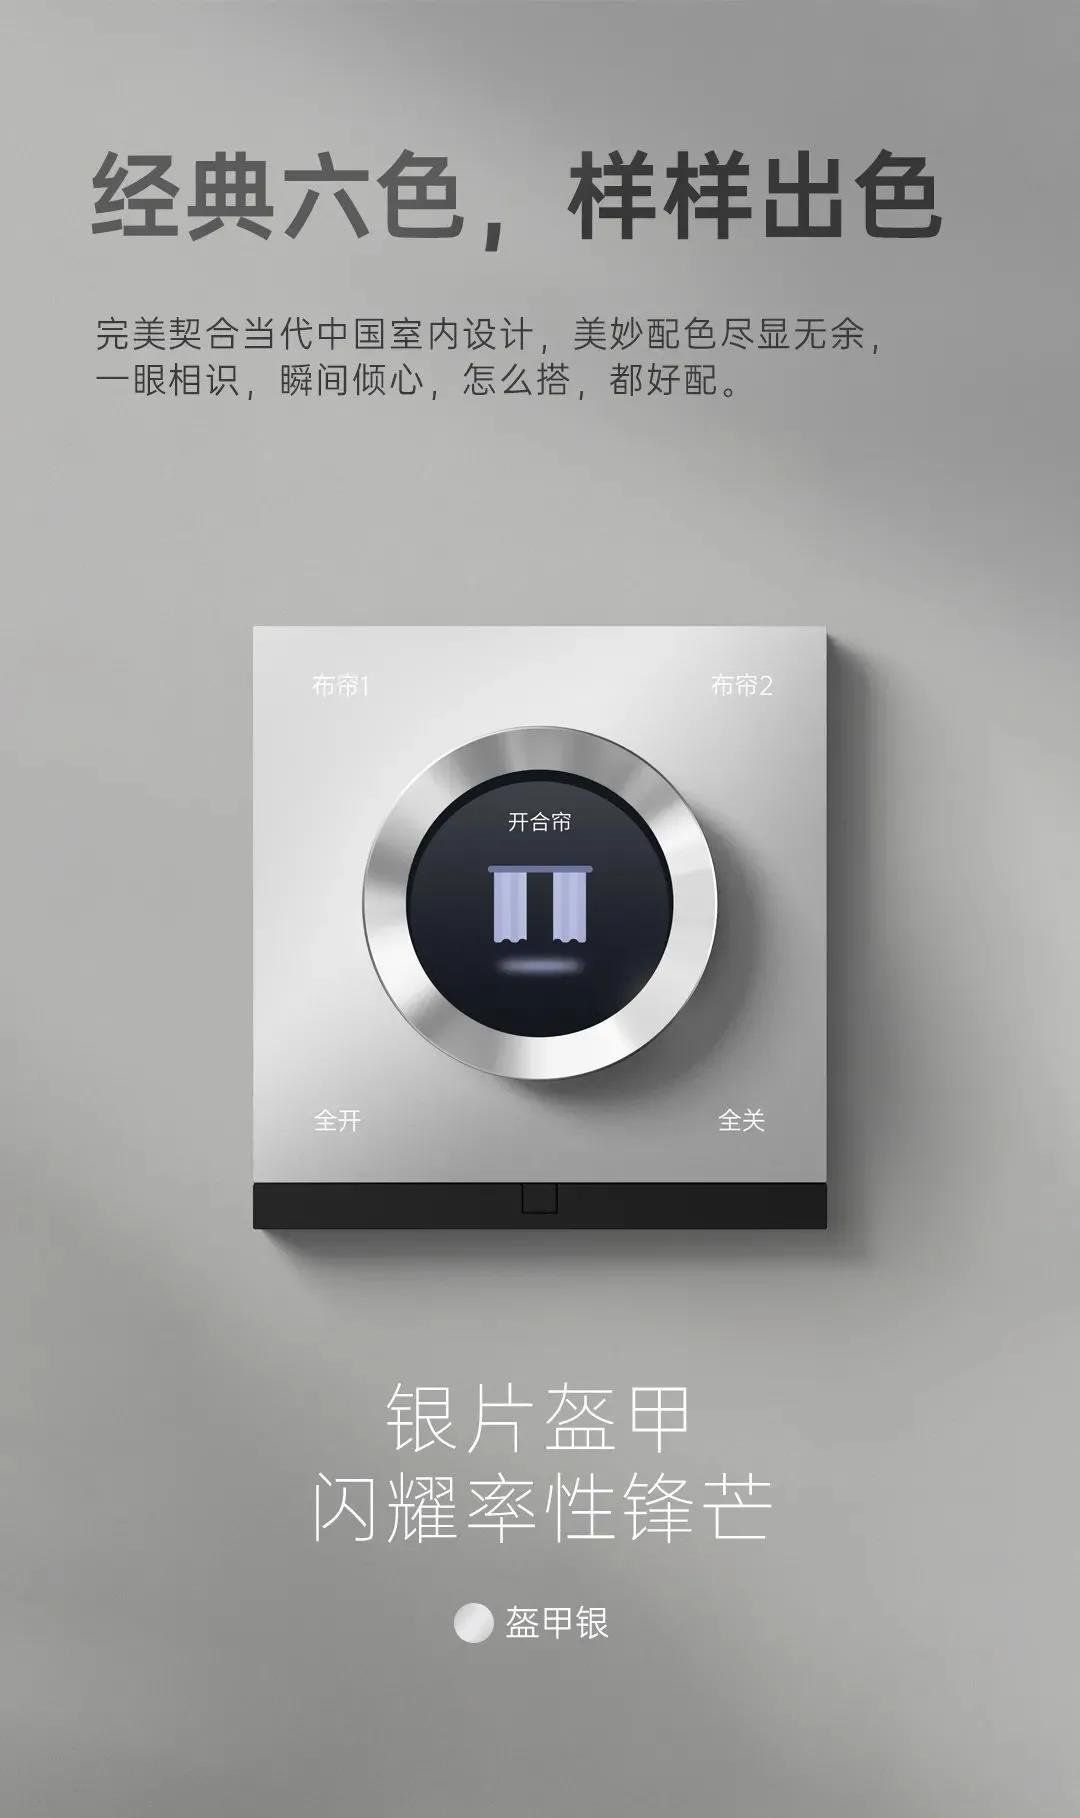 经典六色，样样出色
完美契合当代中国室内设计，美妙配色尽显无余，
一眼相识，瞬间倾心，怎么搭，都好配。
布帘1
布帘2
开合帘
全开
全关
银片盔甲
闪耀率性锋芒
盔甲银